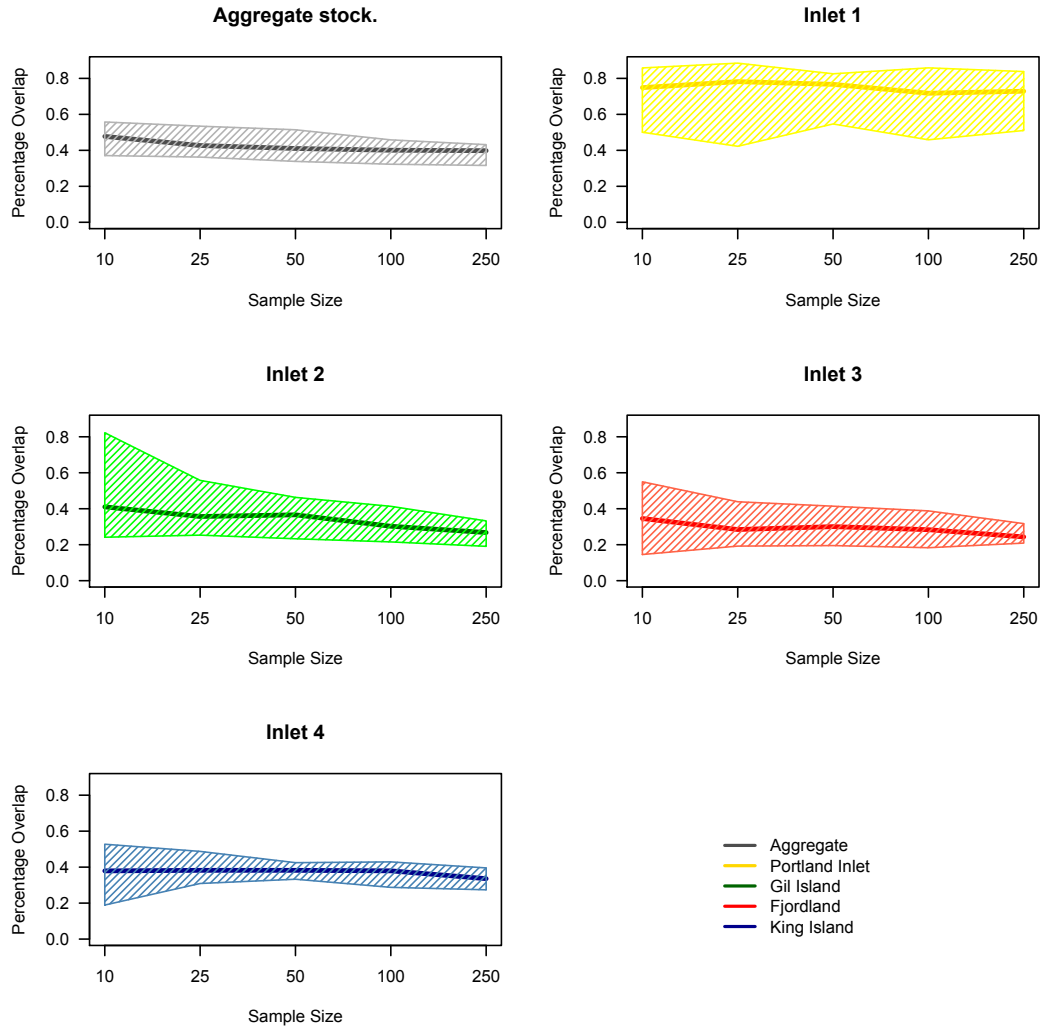 Aggregate stock.
Percentage Overlap
0.8
0.6
0.4
0.2
0.0
10 25 50 100 250
Sample Size
Inlet 1
Percentage Overlap
0.8
0.6
0.4
0.2
0.0
10 25 50 100 250
Sample Size
Inlet 2
Percentage Overlap
0.8
0.6
0.4
0.2
0.0
10 25 50 100 250
Sample Size
Inlet 3
Percentage Overlap
0.8
0.6
0.4
0.2
0.0
10 25 50 100 250
Sample Size
Inlet 4
Percentage Overlap
0.8
0.6
0.4
0.2
0.0
10 25 50 100 250
Sample Size
Aggregate
Portland Inlet
Gil Island
Fjordland
King Island